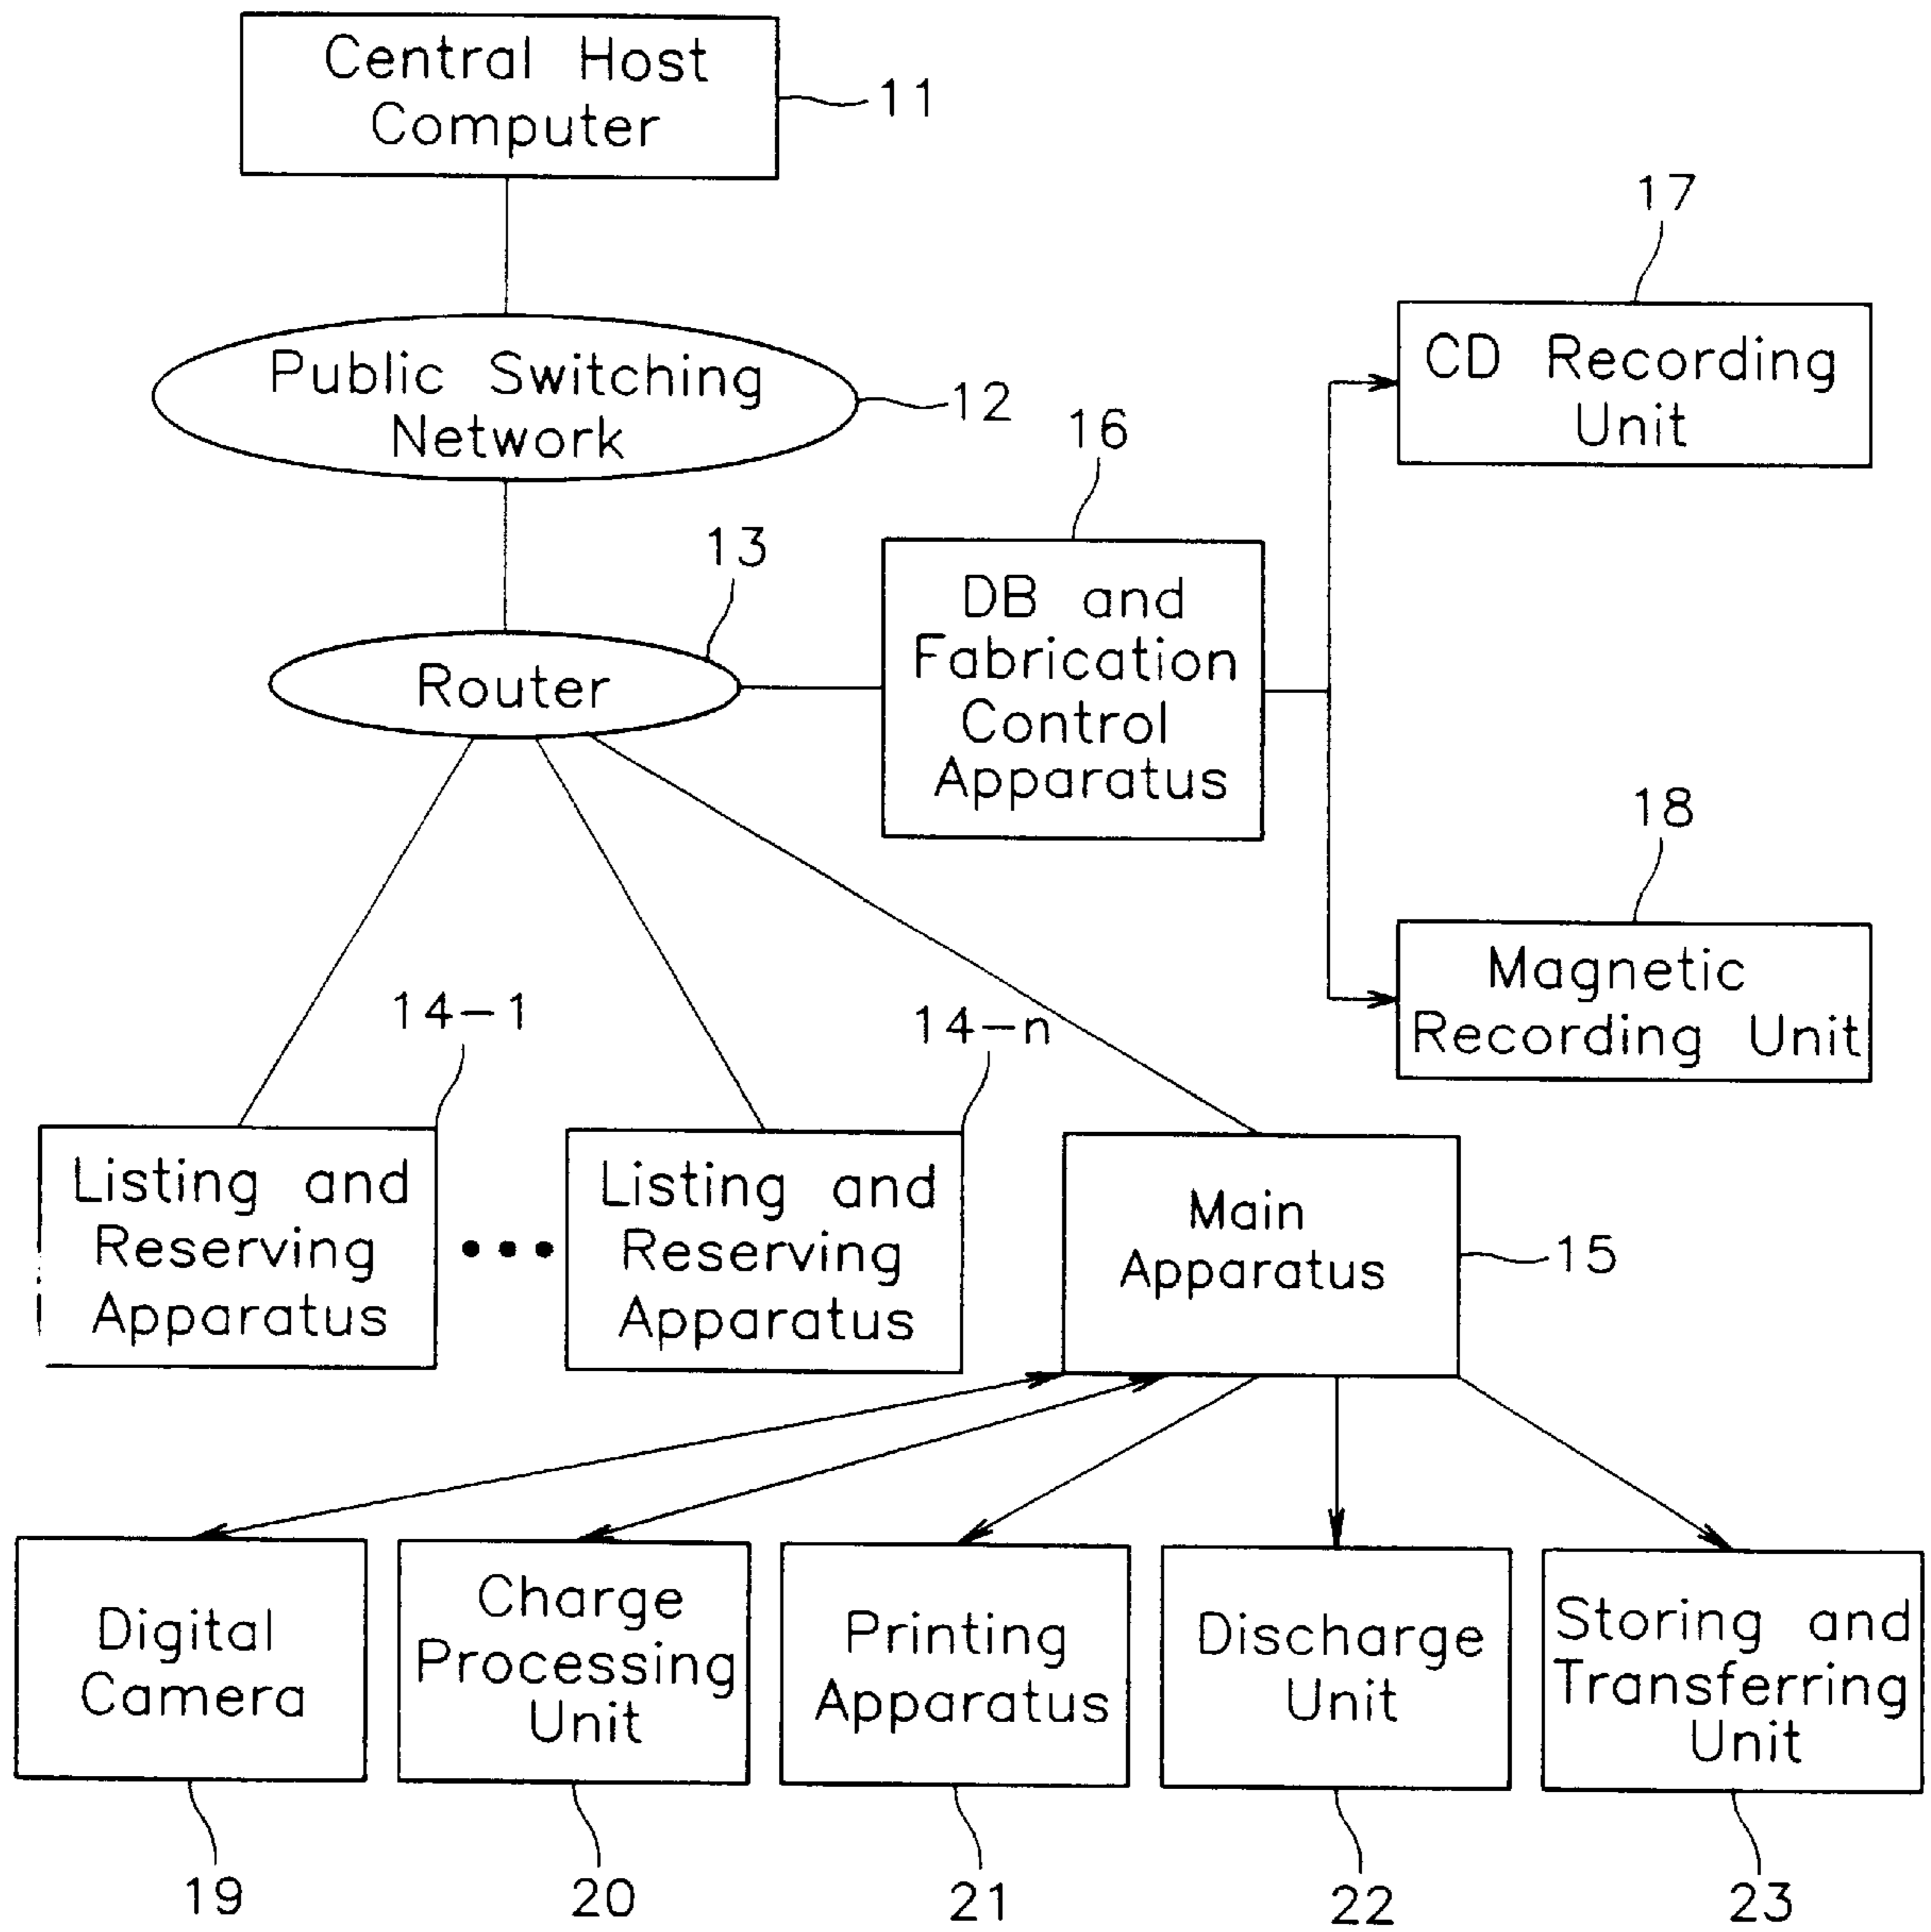 Central Host
Computer
11
17
Public Switching
Network
12
CD Recording
Unit
16
13
DB and
Fabrication
Control
Apparatus
Router
18
Magnetic
Recording Unit
14-1
14-n
Listing and
Reserving
Apparatus
•••
Listing and
Reserving
Apparatus
Main
Apparatus
15
Digital
Camera
Charge
Processing
Unit
Printing
Apparatus
Discharge
Unit
Storing and
Transferring
Unit
19
20
21
22
23